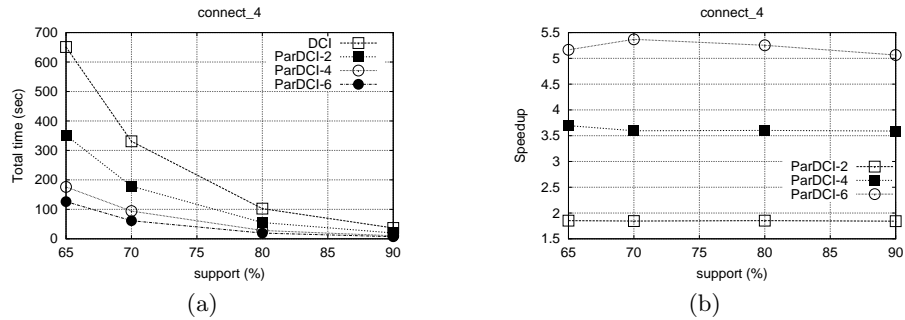 connect_4
Total time (sec)
700
600
500
400
300
200
100
0
65
70
75
80
85
90
support (%)
DCI
ParDCI-2
ParDCI-4
ParDCI-6
(a)
connect_4
Speedup
5.5
5
4.5
4
3.5
3
2.5
2
1.5
65
70
75
80
85
90
support (%)
ParDCI-2
ParDCI-4
ParDCI-6
(b)